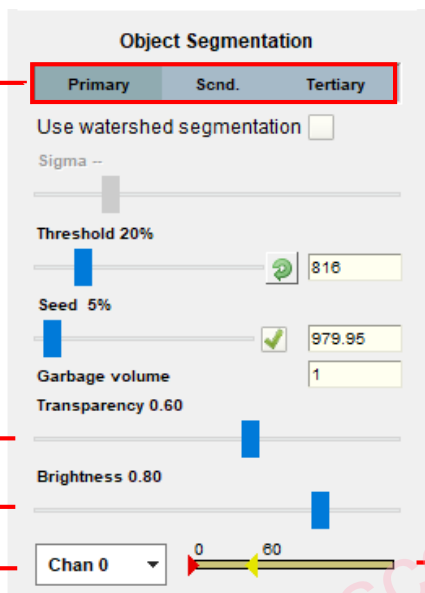 Object Segmentation
Primary Scnd. Tertiary
Use watershed segmentation
Sigma --
Threshold 20%
816
Seed 5%
979.95
Garbage volume
1
Transparency 0.60
Brightness 0.80
Chan 0
0 60